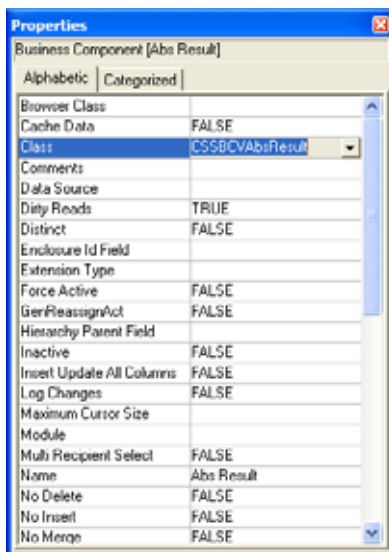 Properties
Business Component [Abs Result]
Alphabetic Categorized
Browser Class
Cache Data FALSE
Class CSSBCVAbsResult
Comments
Data Source
Dirty Reads TRUE
Distinct FALSE
Enclosure Id Field
Extension Type
Force Active FALSE
GenReassignAct FALSE
Hierarchy Parent Field
Inactive FALSE
Insert Update All Columns FALSE
Log Changes FALSE
Maximum Cursor Size
Module
Multi Recipient Select FALSE
Name Abs Result
No Delete FALSE
No Insert FALSE
No Merge FALSE